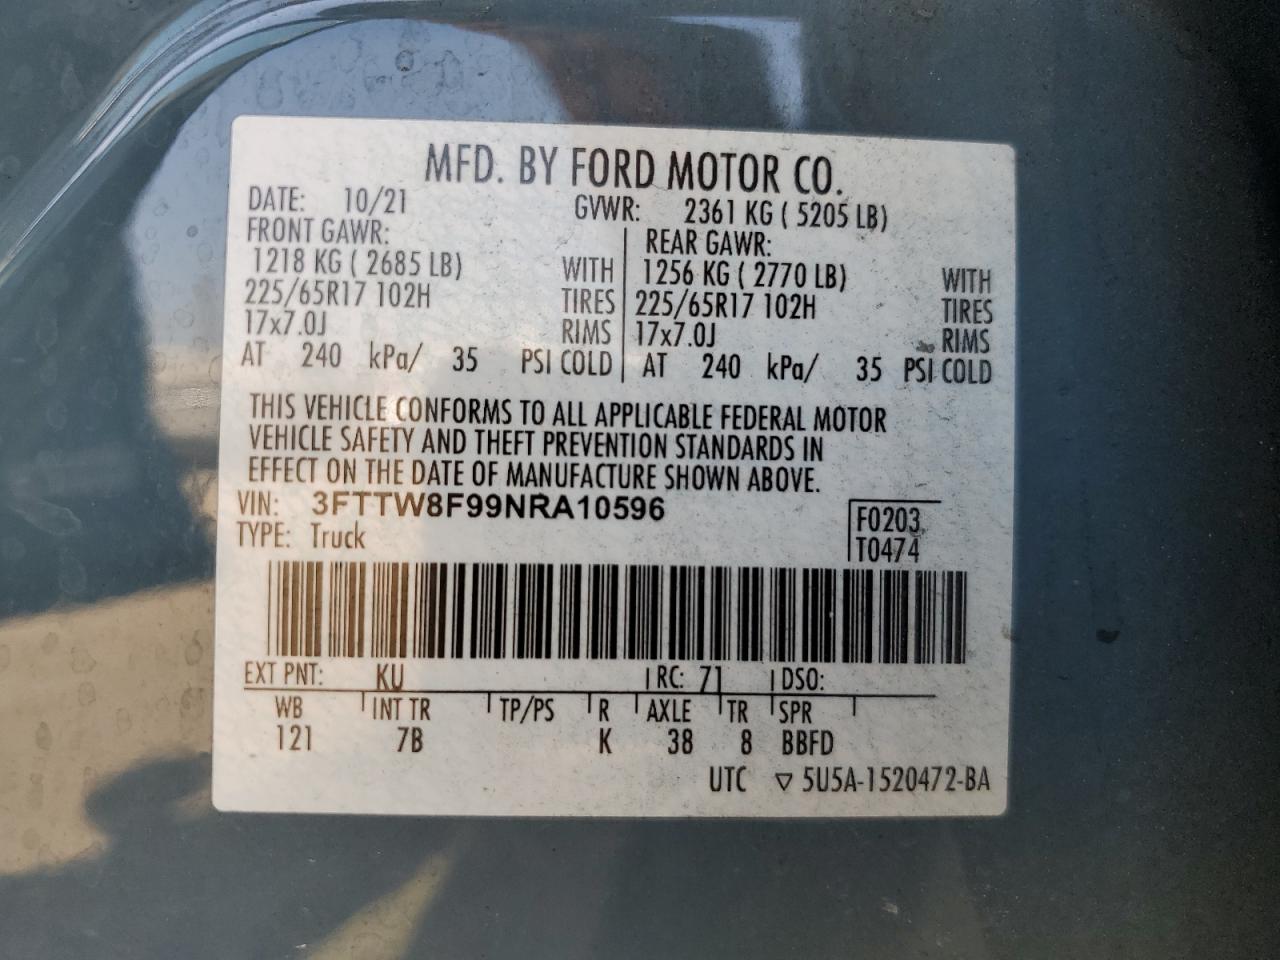 MFD. BY FORD MOTOR CO.
DATE: 10/21 GVWR: 2361 KG ( 5205 LB)
FRONT GAWR: REAR GAWR:
1218 KG ( 2685 LB) WITH 1256 KG ( 2770 LB) WITH
225/65R17 102H TIRES 225/65R17 102H TIRES
17x7.0J RIMS 17x7.0J RIMS
AT 240 kPa/ 35 PSI COLD AT 240 kPa/ 35 PSI COLD
THIS VEHICLE CONFORMS TO ALL APPLICABLE FEDERAL MOTOR
VEHICLE SAFETY AND THEFT PREVENTION STANDARDS IN
EFFECT ON THE DATE OF MANUFACTURE SHOWN ABOVE.
VIN: 3FTTW8F99NRA10596 F0203
TYPE: Truck T0474
EXT PNT: KU RC: 71 DSO:
WB INT TR TP/PS R AXLE TR SPR
121 7B K 38 8 BBFD
UTC ▽ 5U5A-1520472-BA